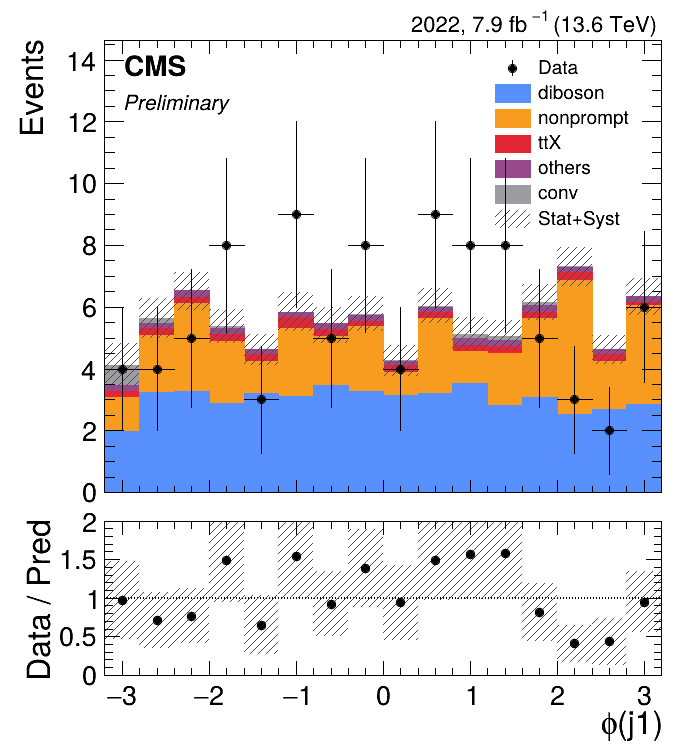 2022, 7.9 fb⁻¹ (13.6 TeV)
Events
14
12
10
8
6
4
2
0
CMS
Preliminary
Data
diboson
nonprompt
ttX
others
conv
Stat+Syst
Data / Pred
2
1.5
1
0.5
0
−3 −2 −1 0 1 2 3
ϕ(j1)